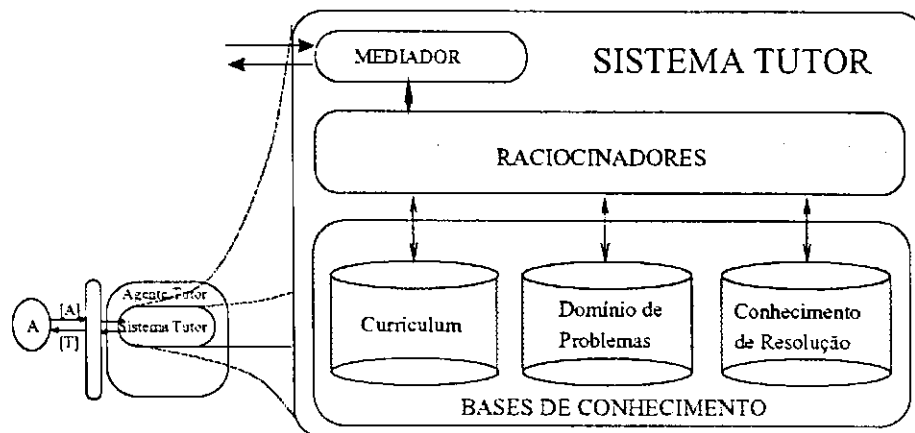 MEDIADOR
SISTEMA TUTOR
RACIOCINADORES
Agente Tutor
[A]
A
Sistema Tutor
[T]
Curriculum
Domínio de
Problemas
Conhecimento
de Resolução
BASES DE CONHECIMENTO